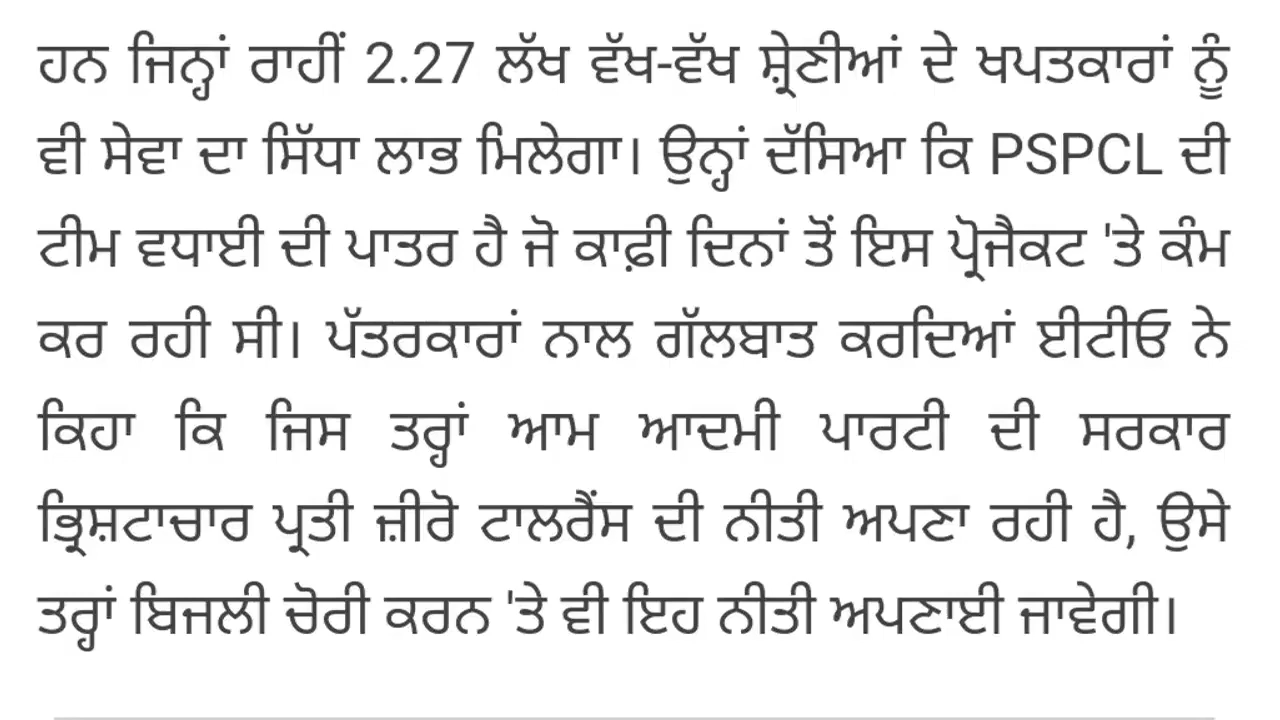 ਹਨ ਜਿਨ੍ਹਾਂ ਰਾਹੀਂ 2.27 ਲੱਖ ਵੱਖ-ਵੱਖ ਸ਼੍ਰੇਣੀਆਂ ਦੇ ਖਪਤਕਾਰਾਂ ਨੂੰ
ਵੀ ਸੇਵਾ ਦਾ ਸਿੱਧਾ ਲਾਭ ਮਿਲੇਗਾ। ਉਨ੍ਹਾਂ ਦੱਸਿਆ ਕਿ PSPCL ਦੀ
ਟੀਮ ਵਧਾਈ ਦੀ ਪਾਤਰ ਹੈ ਜੋ ਕਾਫ਼ੀ ਦਿਨਾਂ ਤੋਂ ਇਸ ਪ੍ਰੋਜੈਕਟ 'ਤੇ ਕੰਮ
ਕਰ ਰਹੀ ਸੀ। ਪੱਤਰਕਾਰਾਂ ਨਾਲ ਗੱਲਬਾਤ ਕਰਦਿਆਂ ਈਟੀਓ ਨੇ
ਕਿਹਾ ਕਿ ਜਿਸ ਤਰ੍ਹਾਂ ਆਮ ਆਦਮੀ ਪਾਰਟੀ ਦੀ ਸਰਕਾਰ
ਭ੍ਰਿਸ਼ਟਾਚਾਰ ਪ੍ਰਤੀ ਜ਼ੀਰੋ ਟਾਲਰੈਂਸ ਦੀ ਨੀਤੀ ਅਪਣਾ ਰਹੀ ਹੈ, ਉਸੇ
ਤਰ੍ਹਾਂ ਬਿਜਲੀ ਚੋਰੀ ਕਰਨ 'ਤੇ ਵੀ ਇਹ ਨੀਤੀ ਅਪਣਾਈ ਜਾਵੇਗੀ।